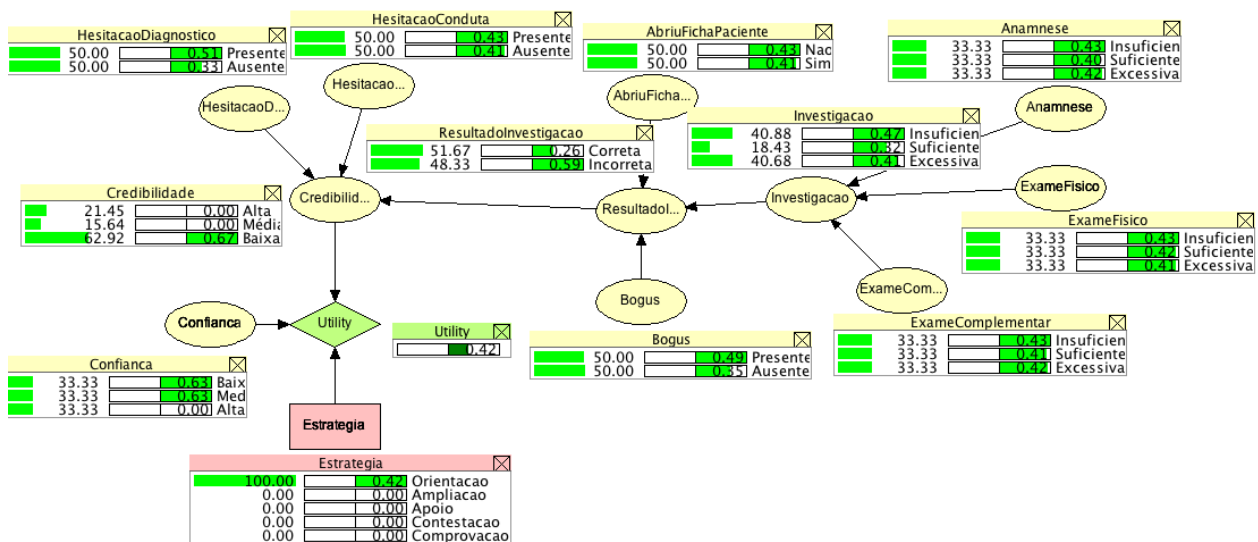 HesitacaoDiagnostico
50.00 0.51 Presente
50.00 0.33 Ausente
HesitacaoConduta
50.00 0.43 Presente
50.00 0.41 Ausente
AbriuFichaPaciente
50.00 0.43 Nao
50.00 0.41 Sim
Anamnese
33.33 0.43 Insuficien
33.33 0.40 Suficiente
33.33 0.42 Excessiva
HesitacaoD...
Hesitacao...
AbriuFicha...
Anamnese
ResultadoInvestigacao
51.67 0.26 Correta
48.33 0.59 Incorreta
Investigacao
40.88 0.47 Insuficien
18.43 0.32 Suficiente
40.68 0.41 Excessiva
Credibilidade
21.45 0.00 Alta
15.64 0.00 Médi
62.92 0.67 Baixa
Credibilid...
ResultadoI...
Investigacao
ExameFisico
ExameFisico
33.33 0.43 Insuficien
33.33 0.42 Suficiente
33.33 0.41 Excessiva
Confianca
Utility
Utility
0.42
Bogus
ExameCom...
Confianca
33.33 0.63 Baix
33.33 0.63 Med
33.33 0.00 Alta
Bogus
50.00 0.49 Presente
50.00 0.35 Ausente
ExameComplementar
33.33 0.43 Insuficien
33.33 0.41 Suficiente
33.33 0.42 Excessiva
Estrategia
Estrategia
100.00 0.42 Orientacao
0.00 0.00 Ampliacao
0.00 0.00 Apoio
0.00 0.00 Contestacao
0.00 0.00 Comprovacao